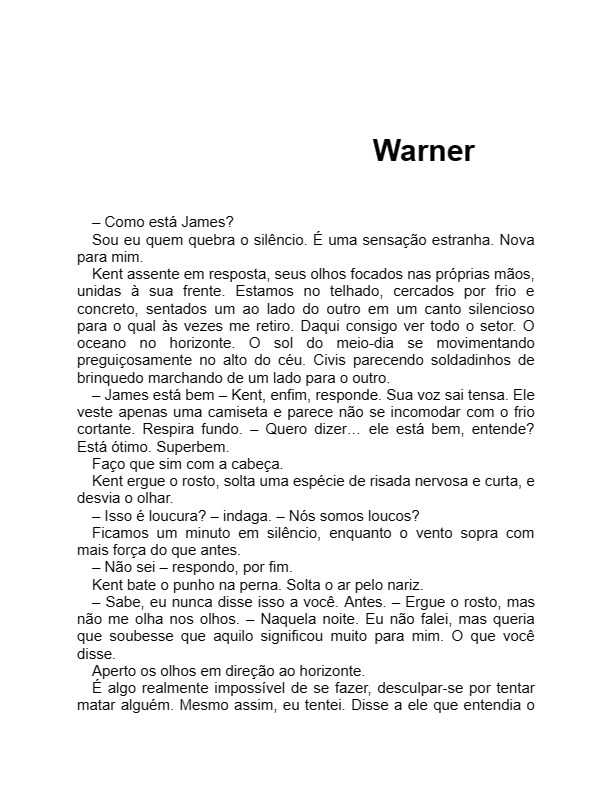 Warner
– Como está James?
Sou eu quem quebra o silêncio. É uma sensação estranha. Nova
para mim.
Kent assente em resposta, seus olhos focados nas próprias mãos,
unidas à sua frente. Estamos no telhado, cercados por frio e
concreto, sentados um ao lado do outro em um canto silencioso
para o qual às vezes me retiro. Daqui consigo ver todo o setor. O
oceano no horizonte. O sol do meio-dia se movimentando
preguiçosamente no alto do céu. Civis parecendo soldadinhos de
brinquedo marchando de um lado para o outro.
– James está bem – Kent, enfim, responde. Sua voz sai tensa. Ele
veste apenas uma camiseta e parece não se incomodar com o frio
cortante. Respira fundo. – Quero dizer… ele está bem, entende?
Está ótimo. Superbem.
Faço que sim com a cabeça.
Kent ergue o rosto, solta uma espécie de risada nervosa e curta, e
desvia o olhar.
– Isso é loucura? – indaga. – Nós somos loucos?
Ficamos um minuto em silêncio, enquanto o vento sopra com
mais força do que antes.
– Não sei – respondo, por fim.
Kent bate o punho na perna. Solta o ar pelo nariz.
– Sabe, eu nunca disse isso a você. Antes. – Ergue o rosto, mas
não me olha nos olhos. – Naquela noite. Eu não falei, mas queria
que soubesse que aquilo significou muito para mim. O que você
disse.
Aperto os olhos em direção ao horizonte.
É algo realmente impossível de se fazer, desculpar-se por tentar
matar alguém. Mesmo assim, eu tentei. Disse a ele que entendia o